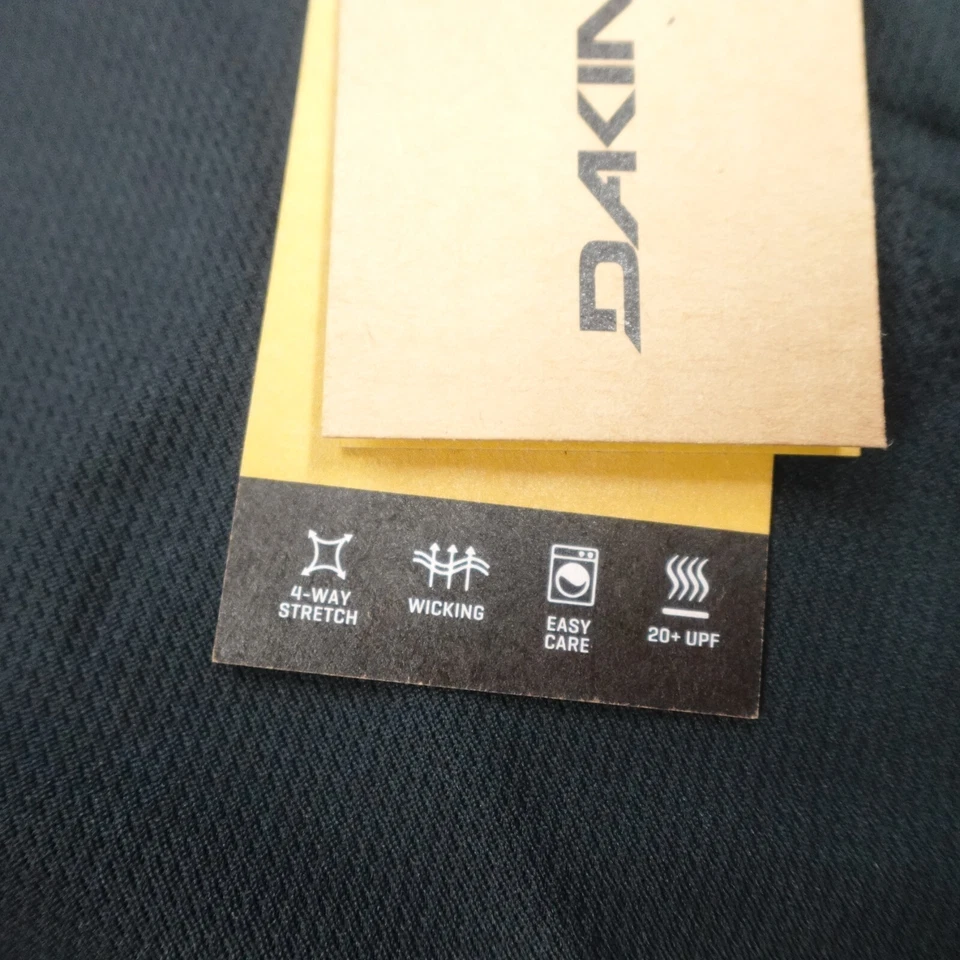 DAKIN
4-WAY
STRETCH
WICKING
EASY
CARE
20+ UPF